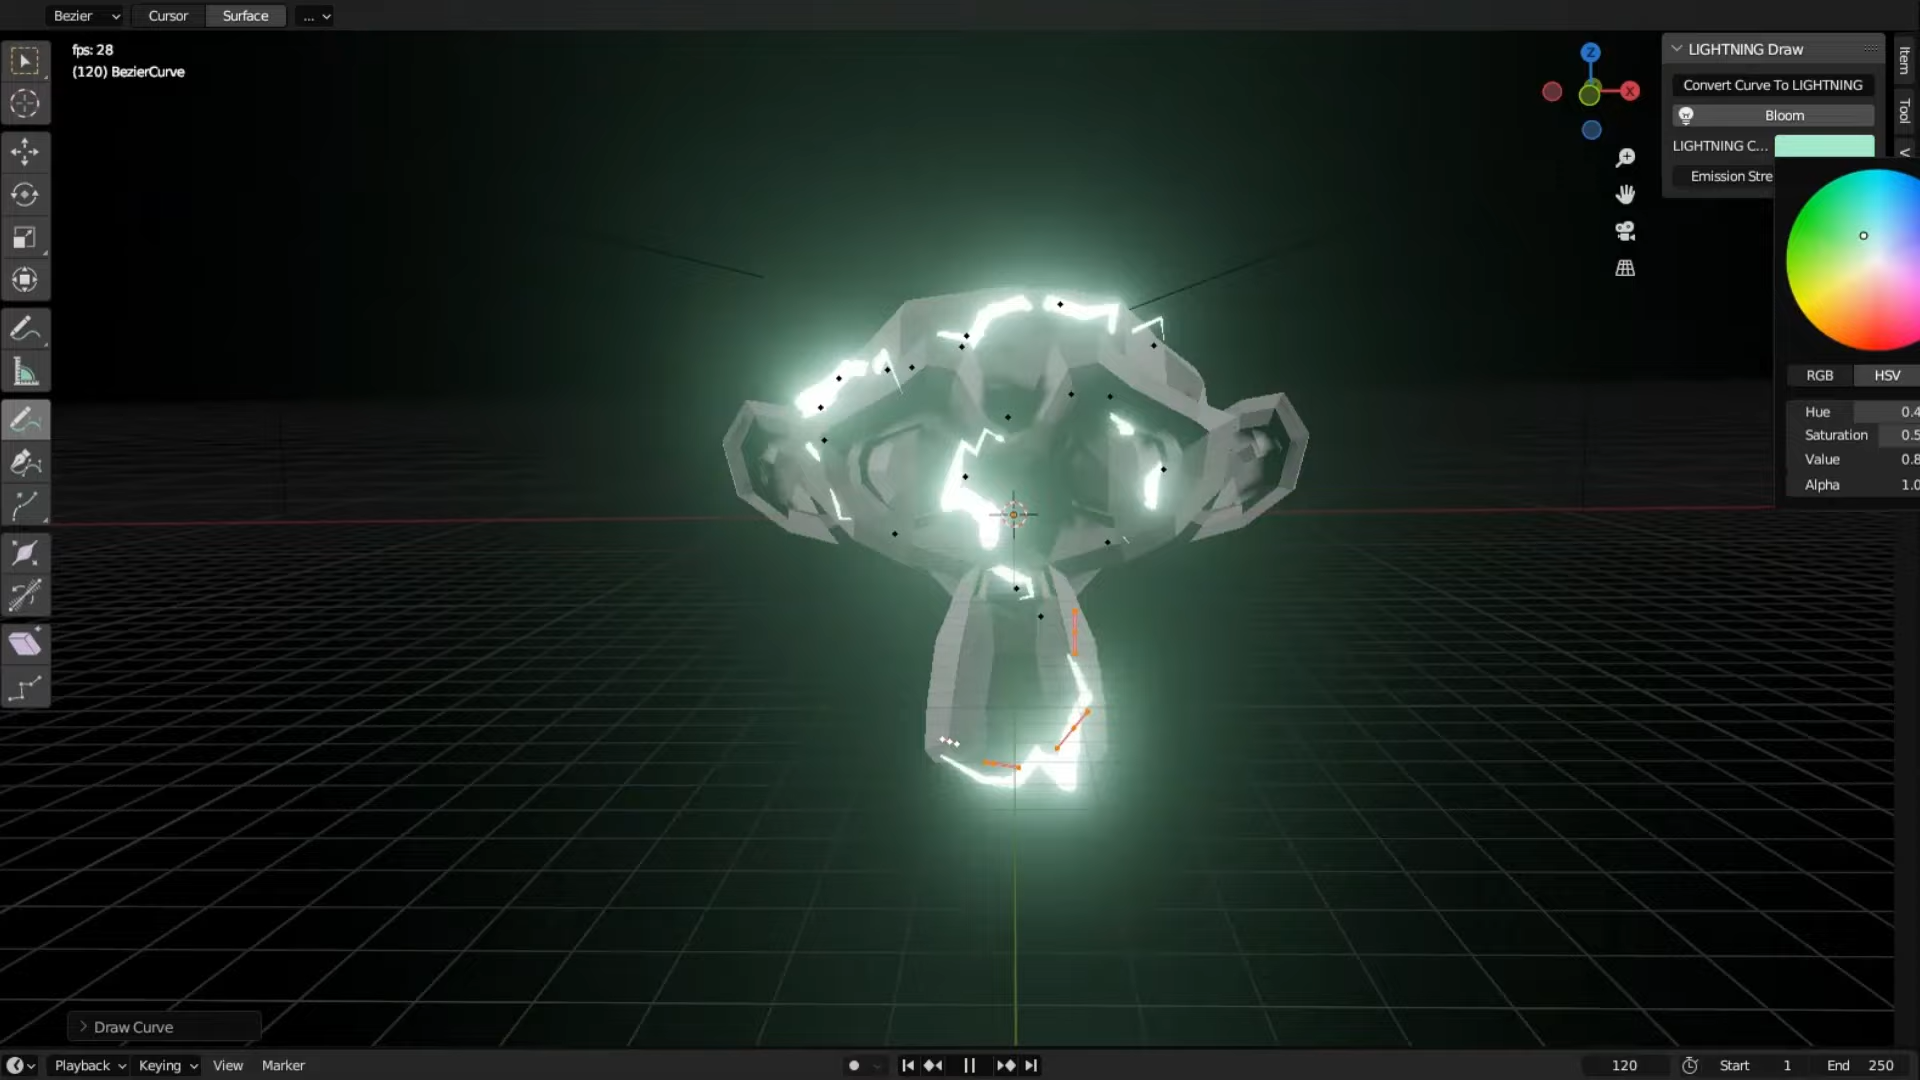 Bezier
Cursor
Surface
...
fps: 28
(120) BezierCurve
Z
X
LIGHTNING Draw
Convert Curve To LIGHTNING
Bloom
LIGHTNING C...
Emission Stre
Item
Tool
V
RGB
HSV
Hue 0.4
Saturation 0.5
Value 0.8
Alpha 1.0
Draw Curve
Playback
Keying
View
Marker
120
Start 1
End 250